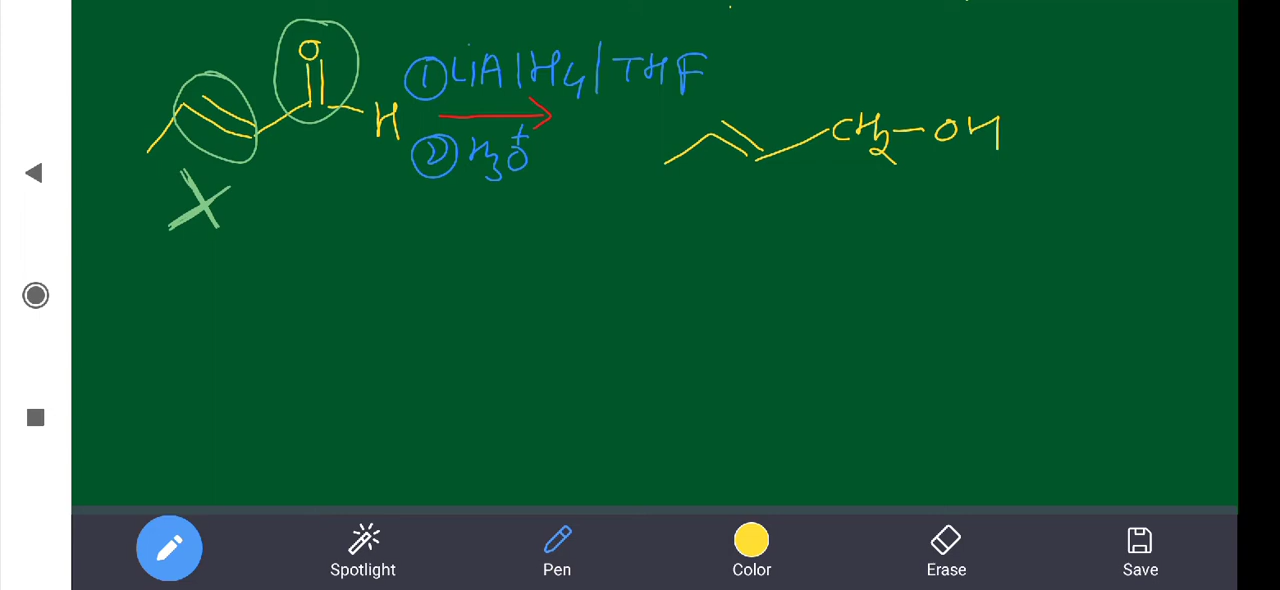 O
① LiAlH4/THF
H
② H3O+
CH2-OH
X
Spotlight
Pen
Color
Erase
Save